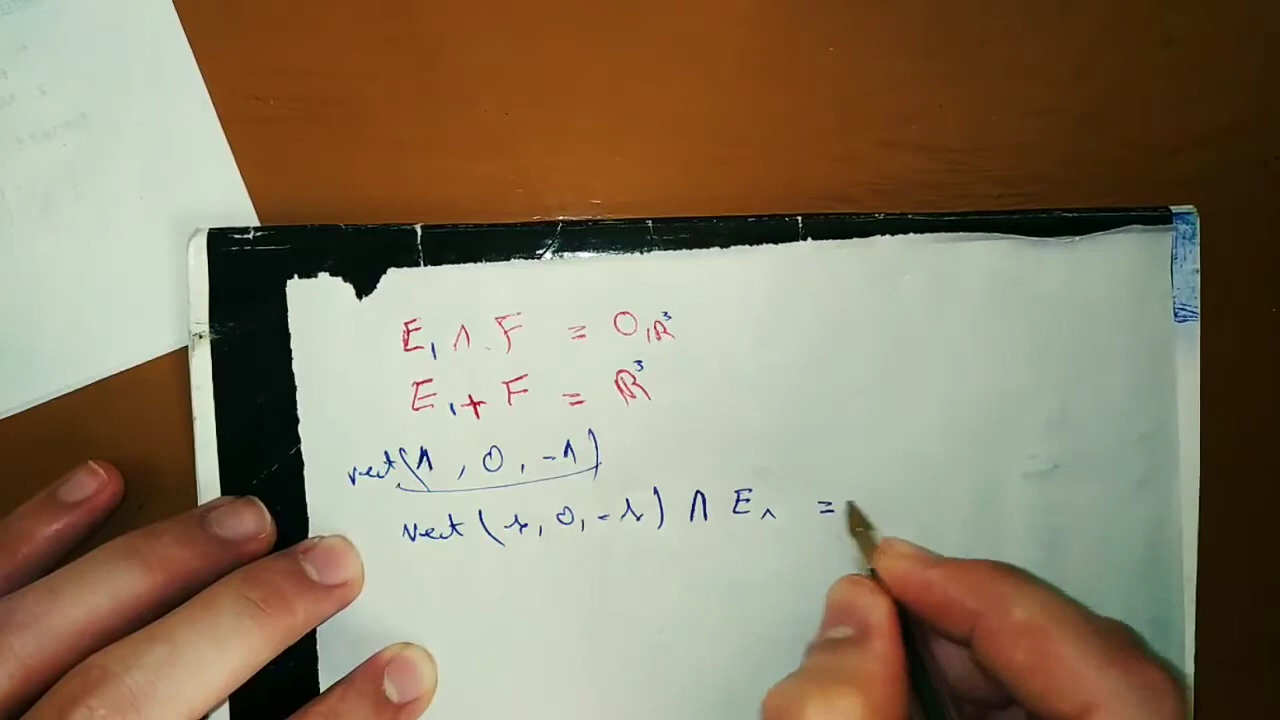 E₁ ∩ F = 0ℝ³
E₁ + F = ℝ³
vect(1, 0, -1)
Vect(1, 0, -1) ∩ E₁ =